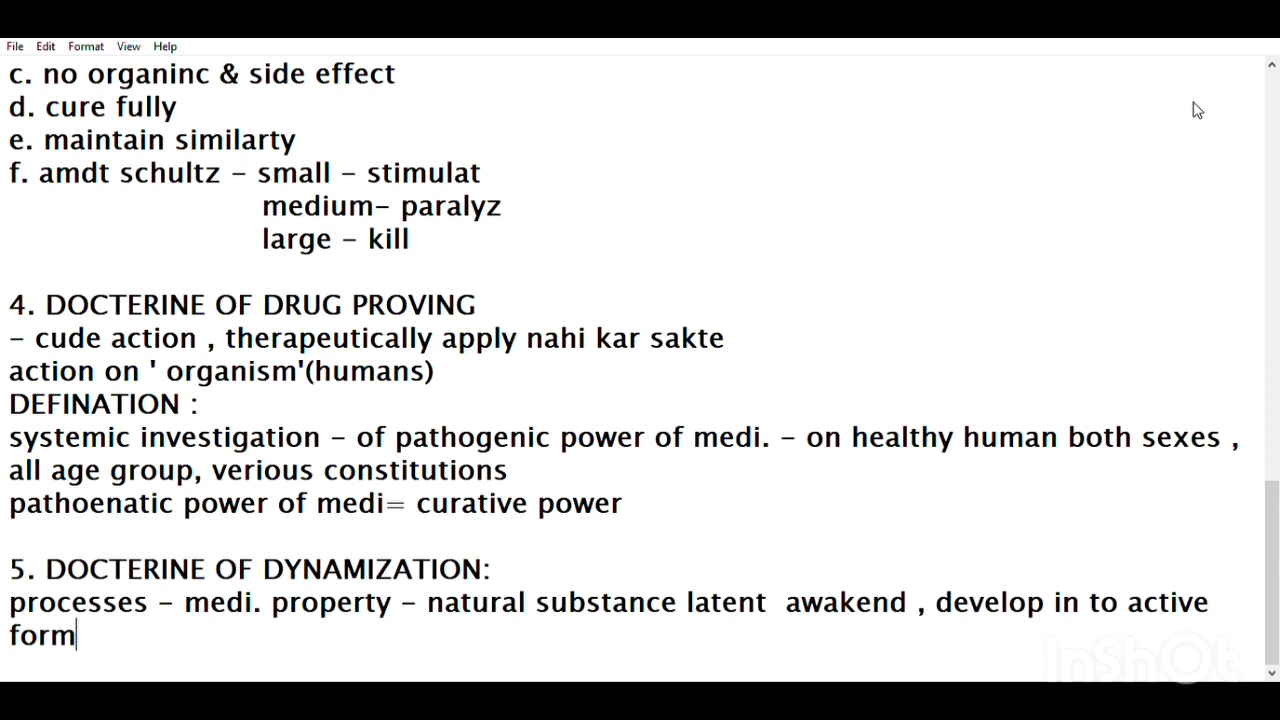 File Edit Format View Help
c. no organinc & side effect
d. cure fully
e. maintain similarty
f. amdt schultz - small - stimulat
medium- paralyz
large - kill
4. DOCTERINE OF DRUG PROVING
- cude action , therapeutically apply nahi kar sakte
action on ' organism'(humans)
DEFINATION :
systemic investigation - of pathogenic power of medi. - on healthy human both sexes ,
all age group, verious constitutions
pathoenatic power of medi= curative power
5. DOCTERINE OF DYNAMIZATION:
processes - medi. property - natural substance latent  awakend , develop in to active
form
InShOt